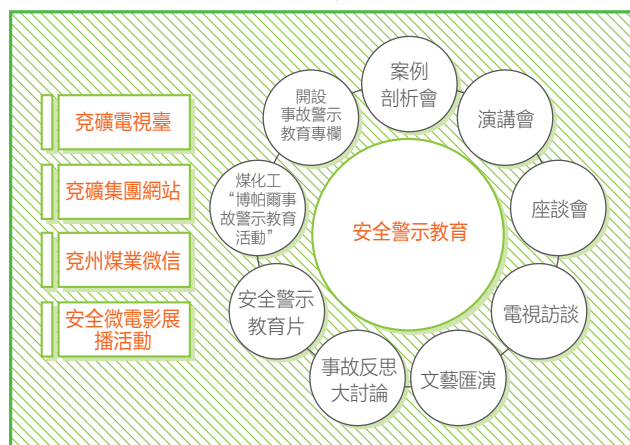 兗礦電視臺
兗礦集團網站
兗州煤業微信
安全微電影展
播活動
案例
剖析會
演講會
座談會
電視訪談
文藝匯演
事故反思
大討論
安全警示
教育片
煤化工
“博帕爾事
故警示教育
活動”
開設
事故警示
教育專欄
安全警示教育